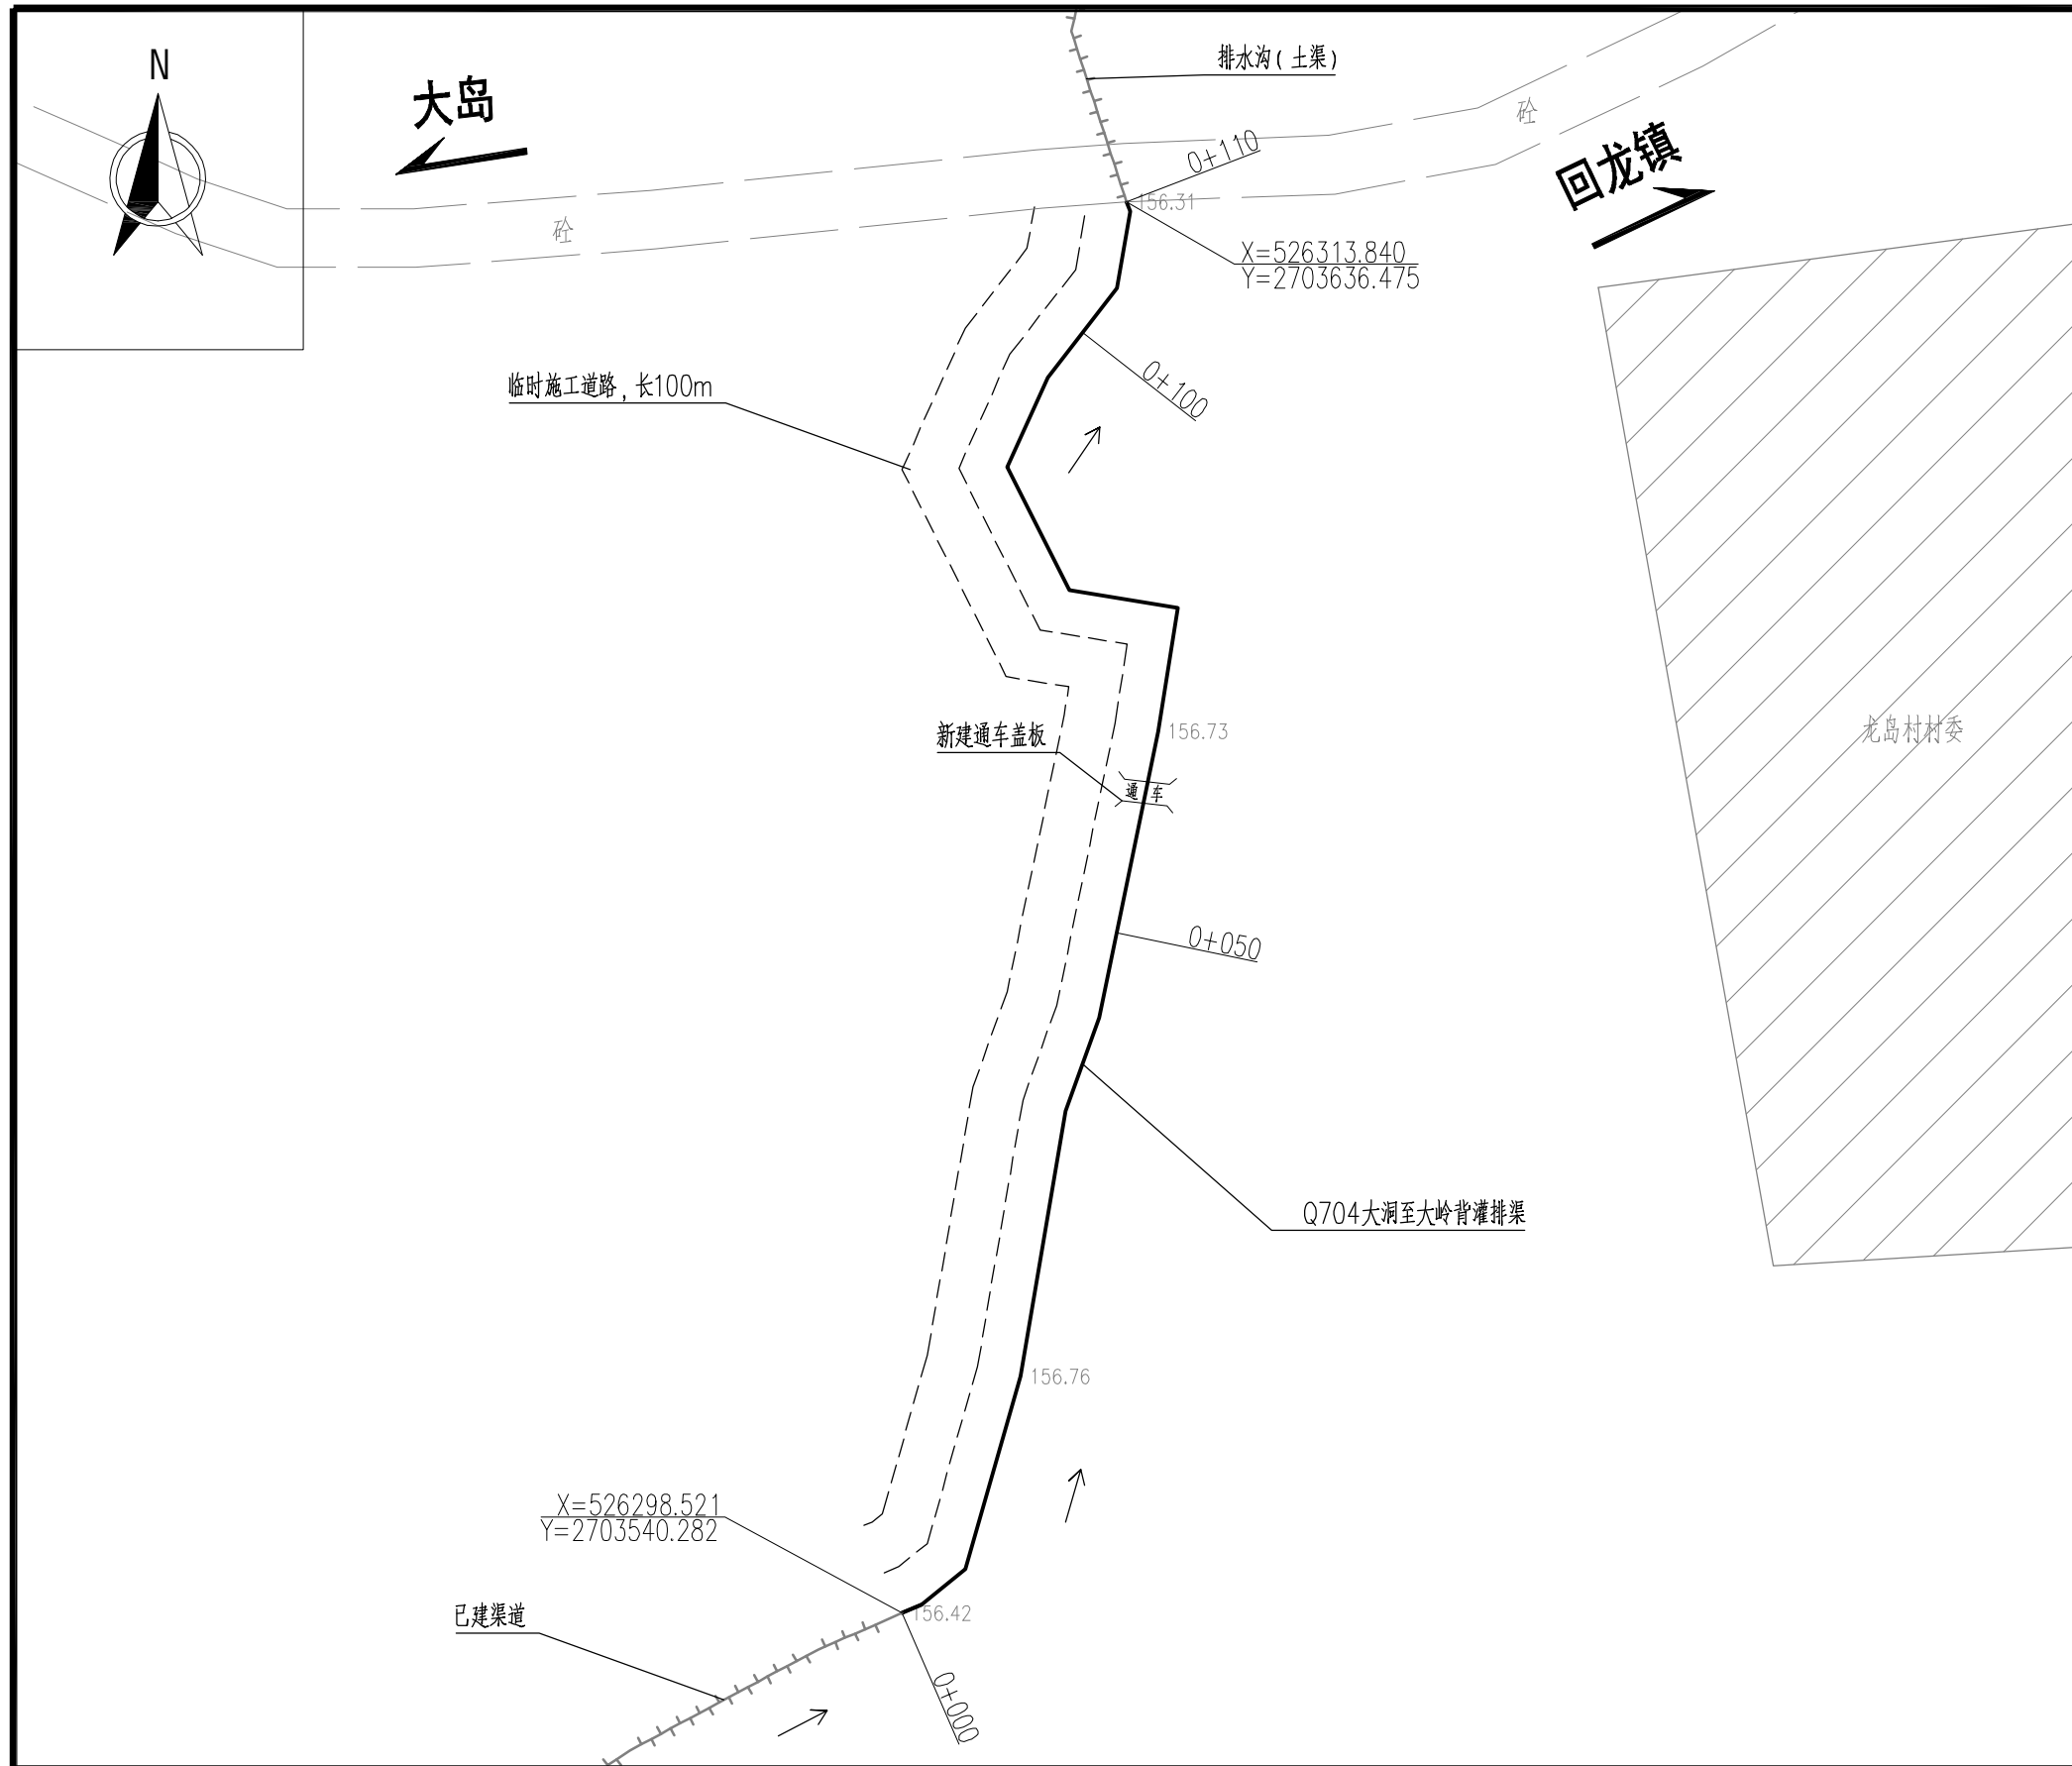 N
大岛
排水沟(土渠)
砼
0+110
回龙镇
156.31
砼
X=526313.840
Y=2703636.475
临时施工道路，长100m
0+100
新建通车盖板
156.73
龙岛村村委
通车
0+050
Q704大洞至大岭背灌排渠
156.76
X=526298.521
Y=2703540.282
已建渠道
156.42
0+000